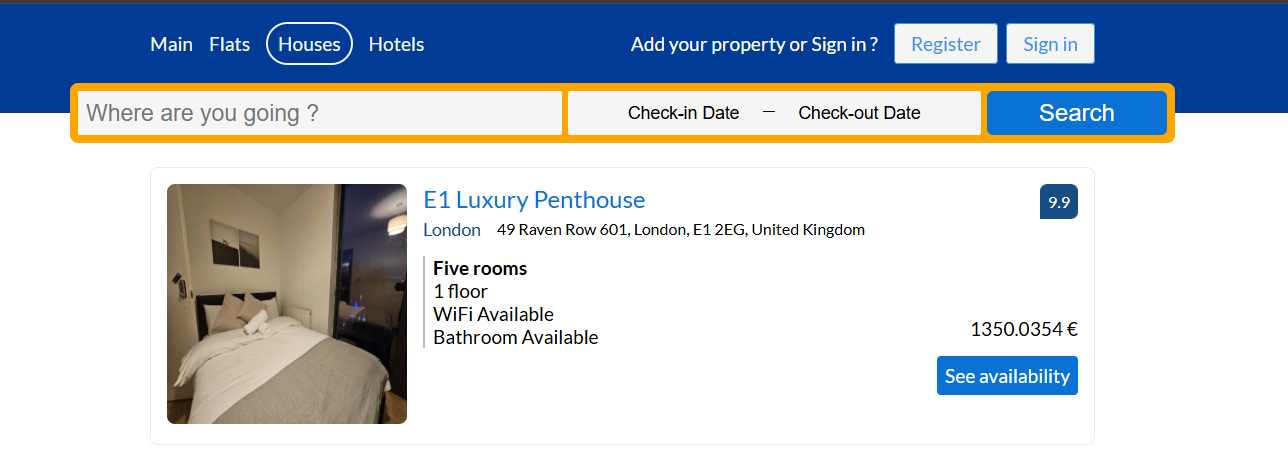 Main Flats Houses Hotels Add your property or Sign in ? Register Sign in
Where are you going ? Check-in Date — Check-out Date Search
E1 Luxury Penthouse 9.9
London 49 Raven Row 601, London, E1 2EG, United Kingdom
Five rooms
1 floor
WiFi Available
Bathroom Available
1350.0354 €
See availability